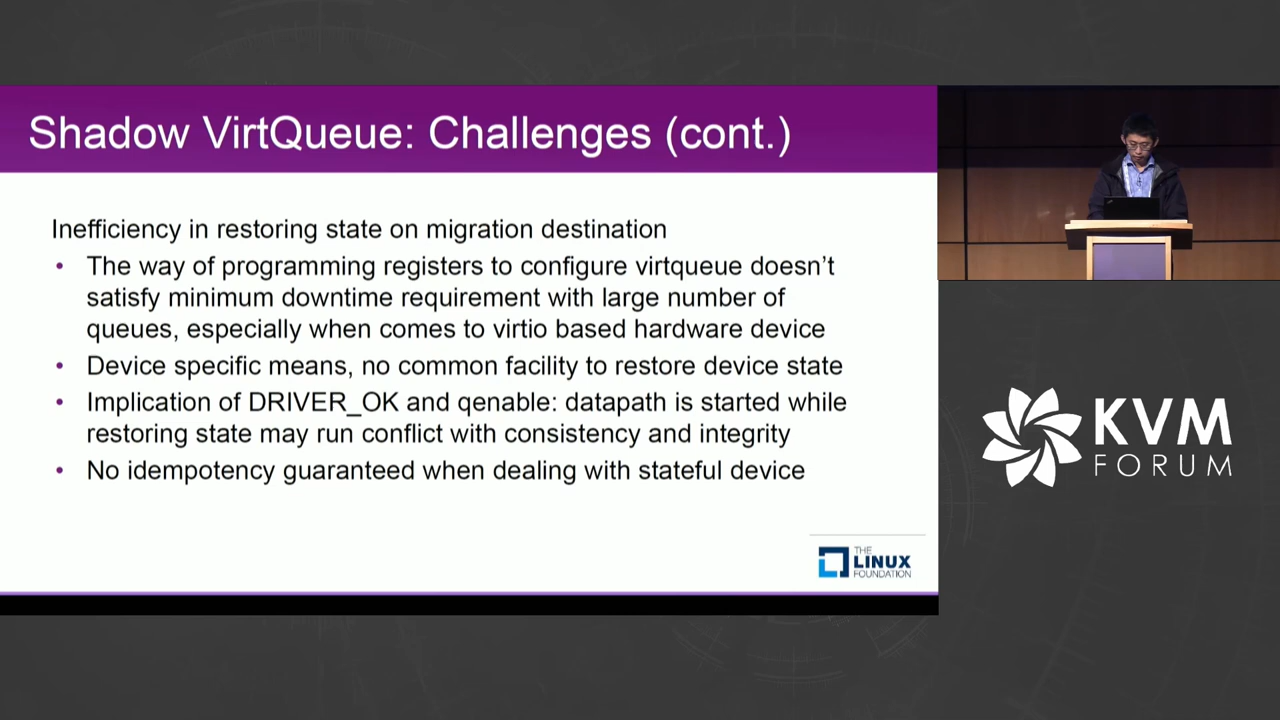 Shadow VirtQueue: Challenges (cont.)
Inefficiency in restoring state on migration destination
• The way of programming registers to configure virtqueue doesn't
satisfy minimum downtime requirement with large number of
queues, especially when comes to virtio based hardware device
• Device specific means, no common facility to restore device state
• Implication of DRIVER_OK and qenable: datapath is started while
restoring state may run conflict with consistency and integrity
• No idempotency guaranteed when dealing with stateful device
THE
LINUX
FOUNDATION
KVM
FORUM